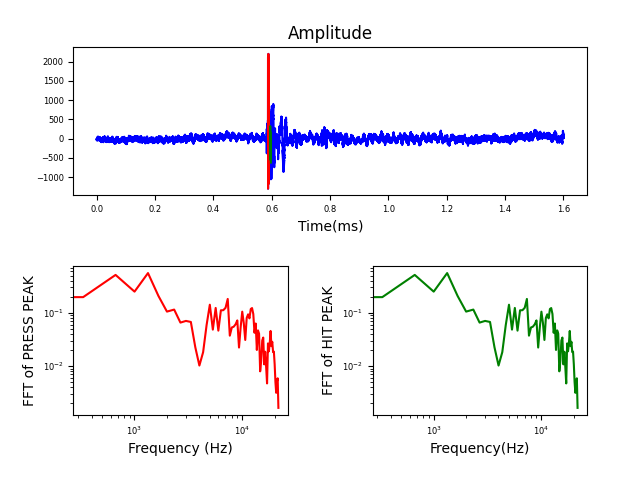 Amplitude
2000
1500
1000
500
0
−500
−1000
0.0 0.2 0.4 0.6 0.8 1.0 1.2 1.4 1.6
Time(ms)
FFT of PRESS PEAK
10⁻¹
10⁻²
10³ 10⁴
Frequency (Hz)
FFT of HIT PEAK
10⁻¹
10⁻²
10³ 10⁴
Frequency(Hz)